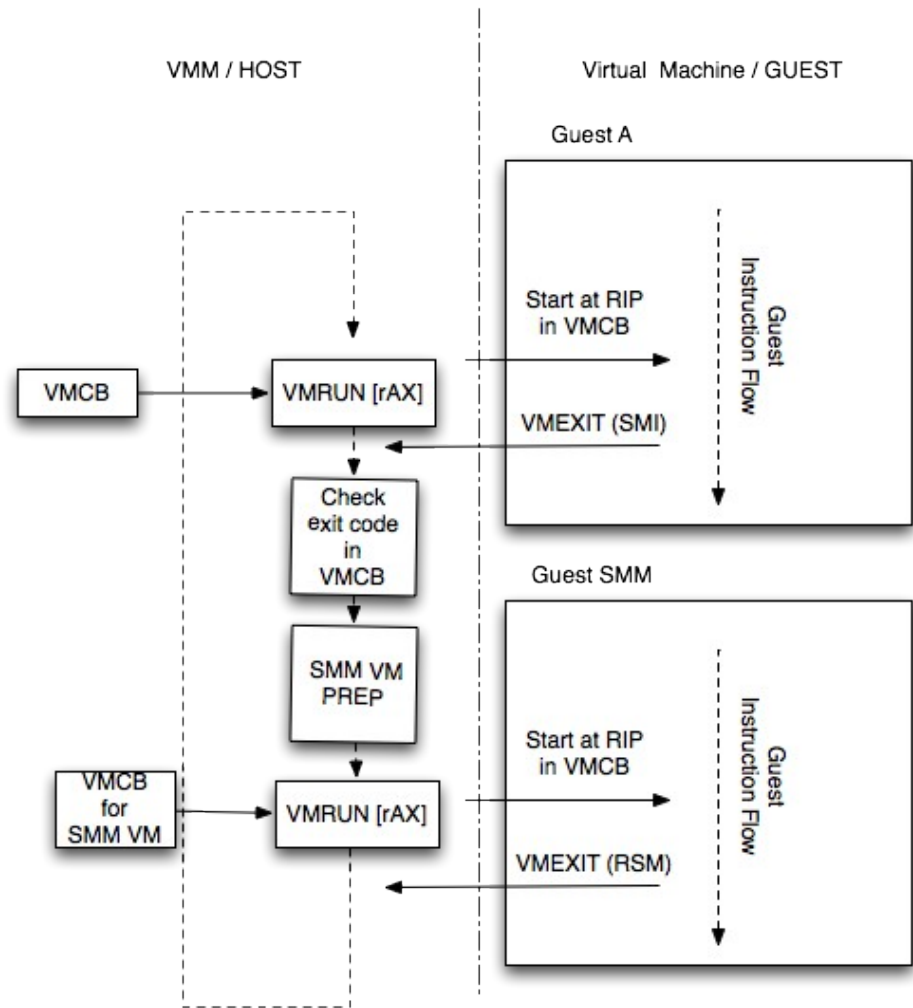 VMM / HOST
Virtual Machine / GUEST
Guest A
Start at RIP
in VMCB
Guest
Instruction Flow
VMCB
VMRUN [rAX]
VMEXIT (SMI)
Check
exit code
in
VMCB
Guest SMM
SMM VM
PREP
Start at RIP
in VMCB
Guest
Instruction Flow
VMCB
for
SMM VM
VMRUN [rAX]
VMEXIT (RSM)